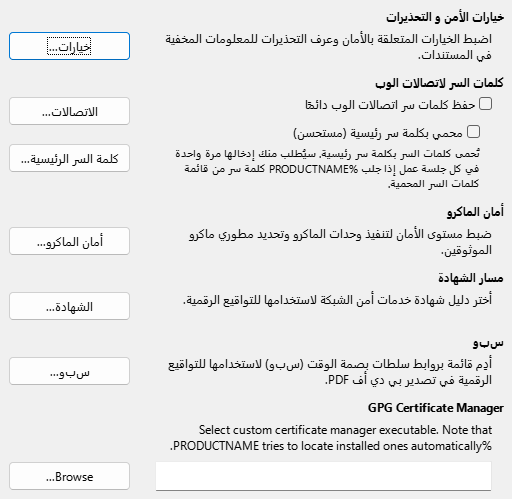 خيارات الأمن و التحذيرات
اضبط الخيارات المتعلقة بالأمان وعرف التحذيرات للمعلومات المخفية
في المستندات.
خيارات...
كلمات السر لاتصالات الوب
حفظ كلمات سر اتصالات الوب دائمًا
الاتصالات...
محمي بكلمة سر رئيسية (مستحسن)
تُحمى كلمات السر بكلمة سر رئيسية. سيُطلب منك إدخالها مرة واحدة
في كل جلسة عمل إذا جلب %PRODUCTNAME كلمة سر من قائمة
كلمات السر المحمية.
كلمة السر الرئيسية...
أمان الماكرو
ضبط مستوى الأمان لتنفيذ وحدات الماكرو وتحديد مطوري ماكرو
الموثوقين.
أمان الماكرو...
مسار الشهادة
أختر دليل شهادة خدمات أمن الشبكة لاستخدامها للتواقيع الرقمية.
الشهادة...
س‌ب‌و
أدِم قائمة بروابط سلطات بصمة الوقت (س‌ب‌و) لاستخدامها للتواقيع
الرقمية في تصدير بي دي أف PDF.
س‌ب‌و...
GPG Certificate Manager
Select custom certificate manager executable. Note that
.PRODUCTNAME tries to locate installed ones automatically%
...Browse